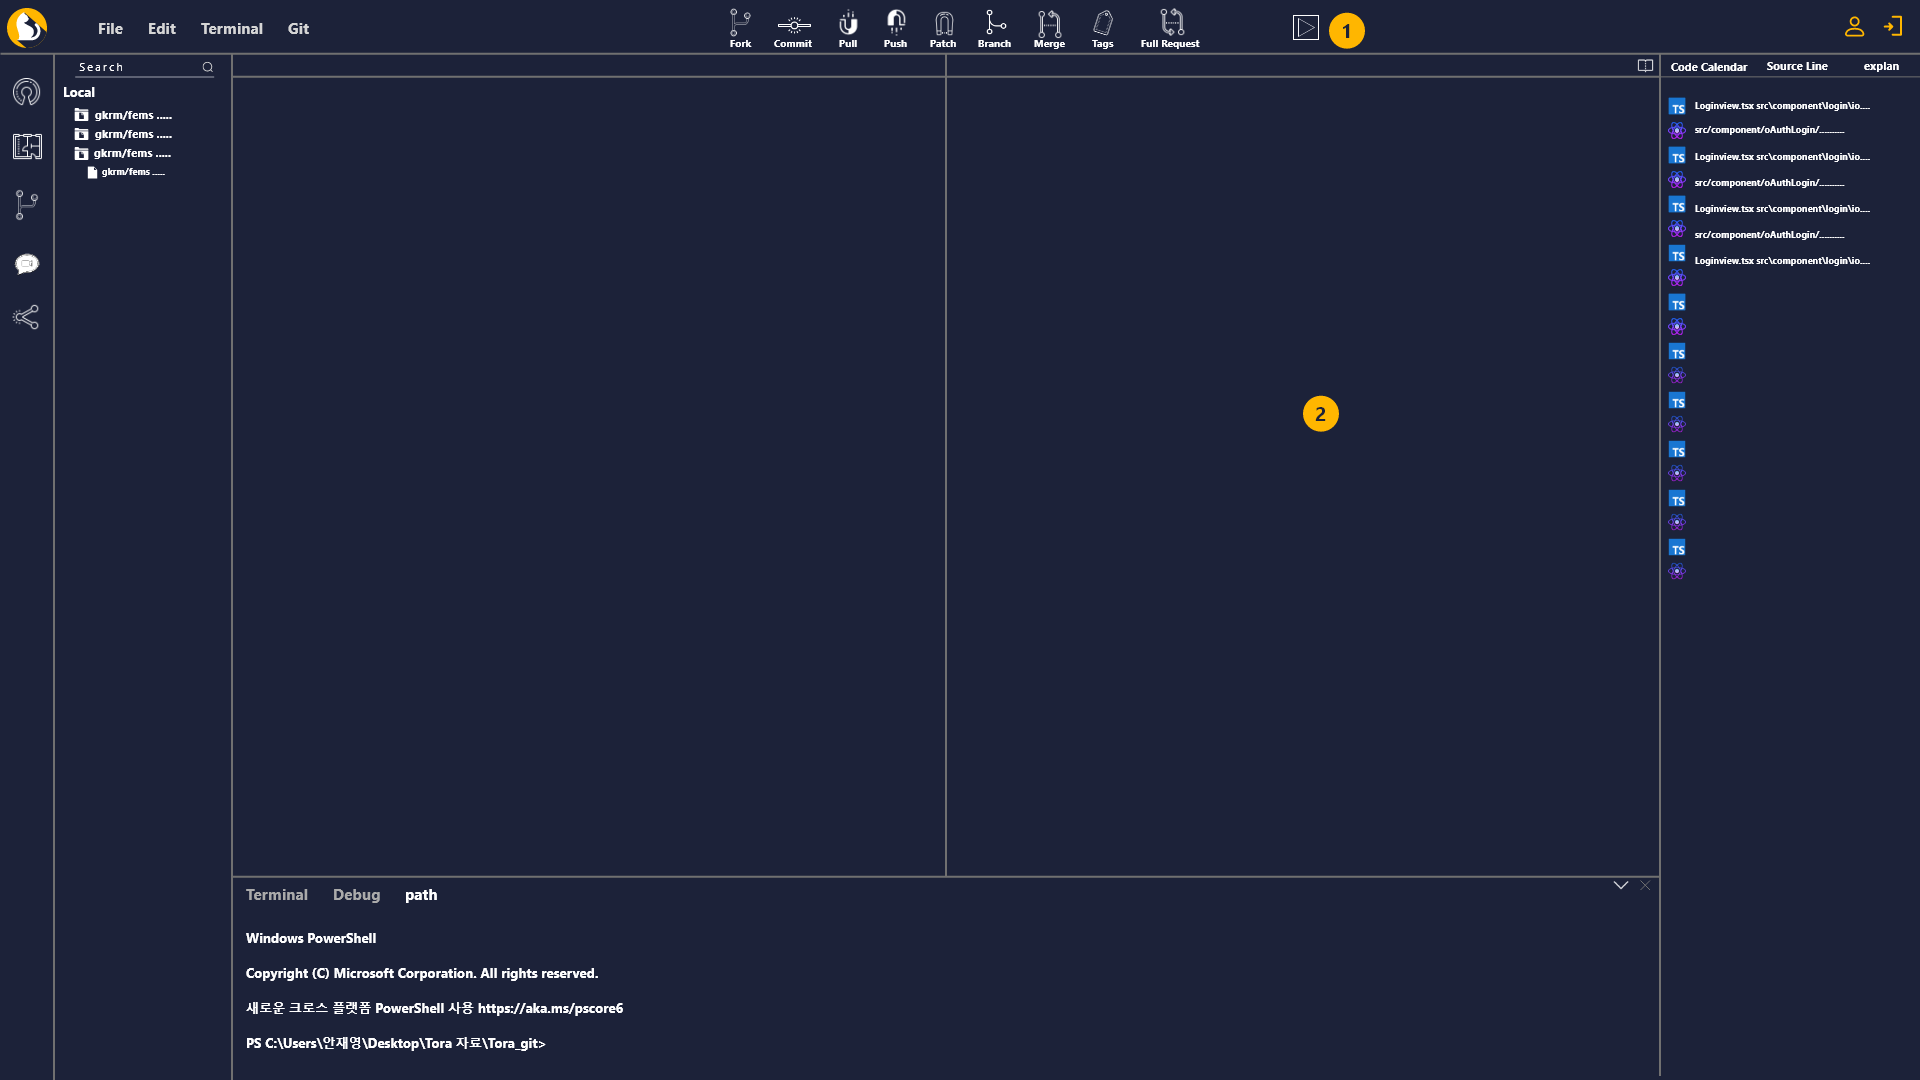 File Edit Terminal Git
Fork Commit Pull Push Patch Branch Merge Tags Full Request
1
Search
Local
gkrm/fems .....
gkrm/fems .....
gkrm/fems .....
gkrm/fems .....
2
Code Calendar Source Line explan
TS Loginview.tsx src\component\login\io....
src/component/oAuthLogin/...........
TS Loginview.tsx src\component\login\io....
src/component/oAuthLogin/...........
TS Loginview.tsx src\component\login\io....
src/component/oAuthLogin/...........
TS Loginview.tsx src\component\login\io....
TS
TS
TS
TS
TS
TS
Terminal Debug path
Windows PowerShell
Copyright (C) Microsoft Corporation. All rights reserved.
새로운 크로스 플랫폼 PowerShell 사용 https://aka.ms/pscore6
PS C:\Users\안재영\Desktop\Tora 자료\Tora_git>